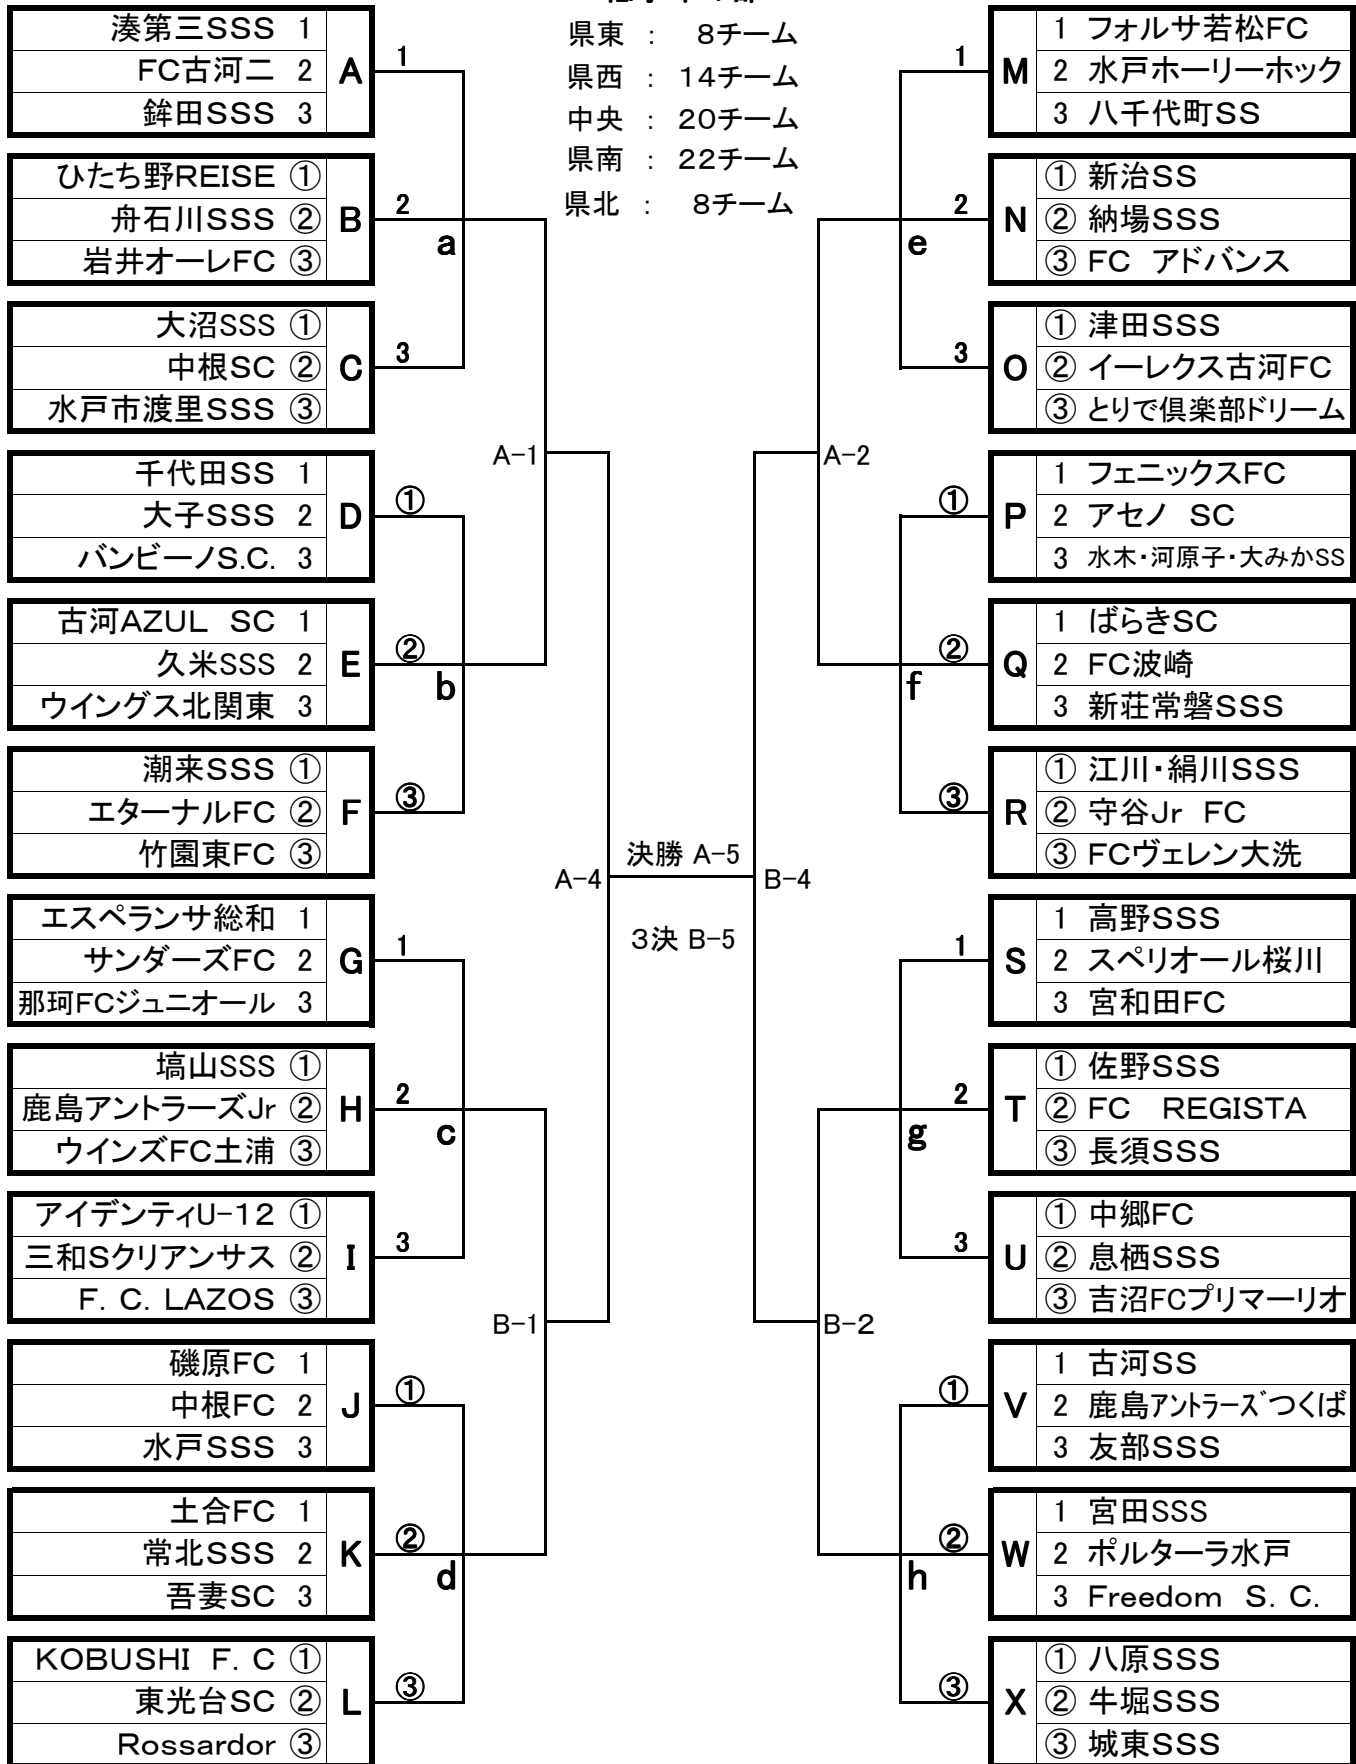 県東 : 8チーム
県西 : 14チーム
中央 : 20チーム
県南 : 22チーム
県北 : 8チーム
湊第三SSS 1
FC古河二 2
鉾田SSS 3
A
1
ひたち野REISE ①
舟石川SSS ②
岩井オーレFC ③
B
2
a
大沼SSS ①
中根SC ②
水戸市渡里SSS ③
C
3
A-1
千代田SS 1
大子SSS 2
バンビーノS.C. 3
D
①
古河AZUL SC 1
久米SSS 2
ウイングス北関東 3
E
②
b
潮来SSS ①
エターナルFC ②
竹園東FC ③
F
③
A-4
エスペランサ総和 1
サンダーズFC 2
那珂FCジュニオール 3
G
1
塙山SSS ①
鹿島アントラーズJr ②
ウインズFC土浦 ③
H
2
c
アイデンティU-12 ①
三和Sクリアンサス ②
F. C. LAZOS ③
I
3
B-1
磯原FC 1
中根FC 2
水戸SSS 3
J
①
土合FC 1
常北SSS 2
吾妻SC 3
K
②
d
KOBUSHI F. C ①
東光台SC ②
Rossardor ③
L
③
決勝 A-5
3決 B-5
1
M
1 フォルサ若松FC
2 水戸ホーリーホック
3 八千代町SS
2
e
N
① 新治SS
② 納場SSS
③ FC アドバンス
3
O
① 津田SSS
② イーレクス古河FC
③ とりで倶楽部ドリーム
A-2
①
P
1 フェニックスFC
2 アセノ SC
3 水木・河原子・大みかSS
②
f
Q
1 ばらきSC
2 FC波崎
3 新荘常磐SSS
③
R
① 江川・絹川SSS
② 守谷Jr FC
③ FCヴェレン大洗
B-4
1
S
1 高野SSS
2 スペリオール桜川
3 宮和田FC
2
g
T
① 佐野SSS
② FC REGISTA
③ 長須SSS
3
U
① 中郷FC
② 息栖SSS
③ 吉沼FCプリマーリオ
B-2
①
V
1 古河SS
2 鹿島アントラーズつくば
3 友部SSS
②
h
W
1 宮田SSS
2 ポルターラ水戸
3 Freedom S. C.
③
X
① 八原SSS
② 牛堀SSS
③ 城東SSS